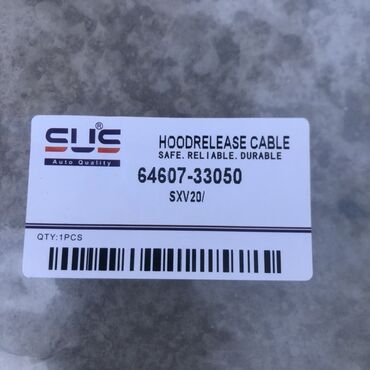 SUS®
Auto Quality
HOODRELEASE CABLE
SAFE. RELIABLE. DURABLE
64607-33050
SXV20/
QTY:1PCS